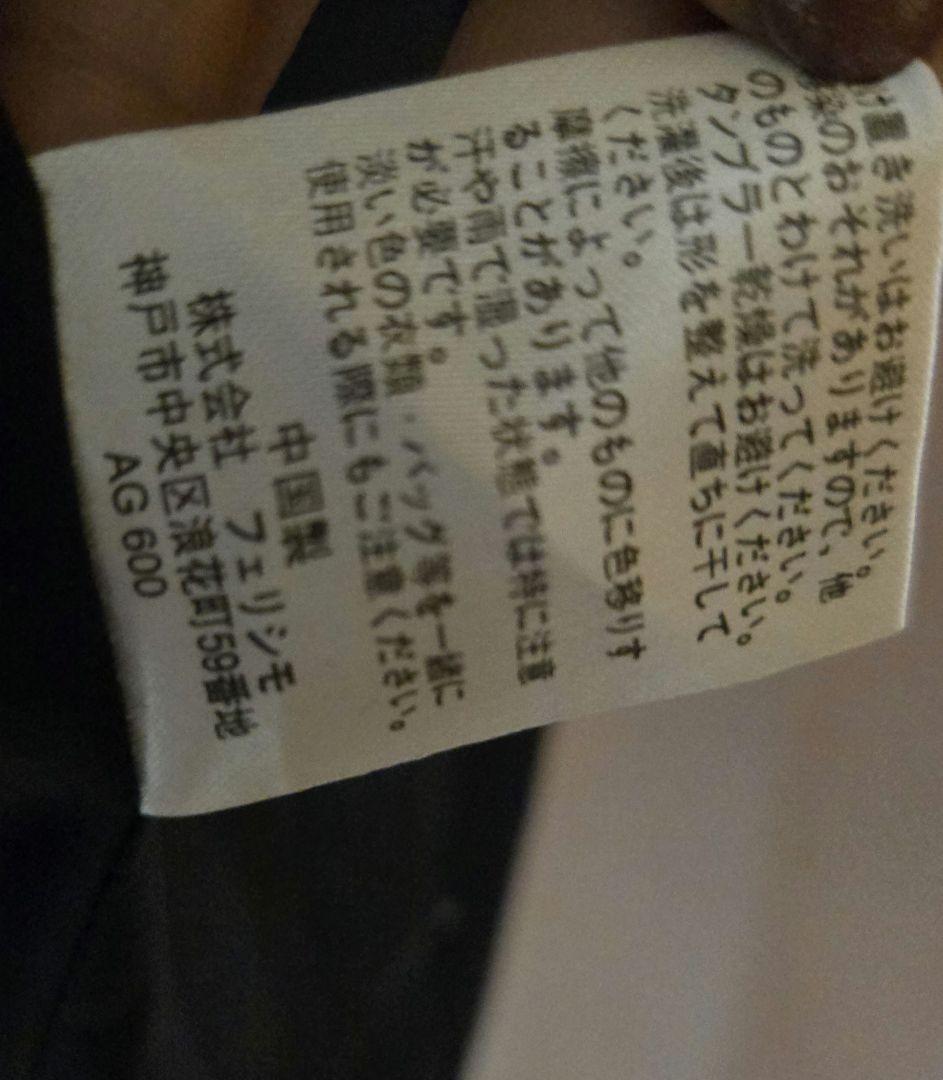 け置き洗いはお避けください。
染のおそれがありますので、他
のものとわけて洗ってください。
タンブラー乾燥はお避けください。
洗濯後は形を整えて直ちに干して
ください。
摩擦によって他のものに色移りす
ることがあります。
汗や雨で湿った状態では特に注意
が必要です。
淡い色の衣類・バッグ等を一緒に
使用される際にもご注意ください。
中国製
株式会社 フェリシモ
神戸市中央区浪花町59番地
AG 600